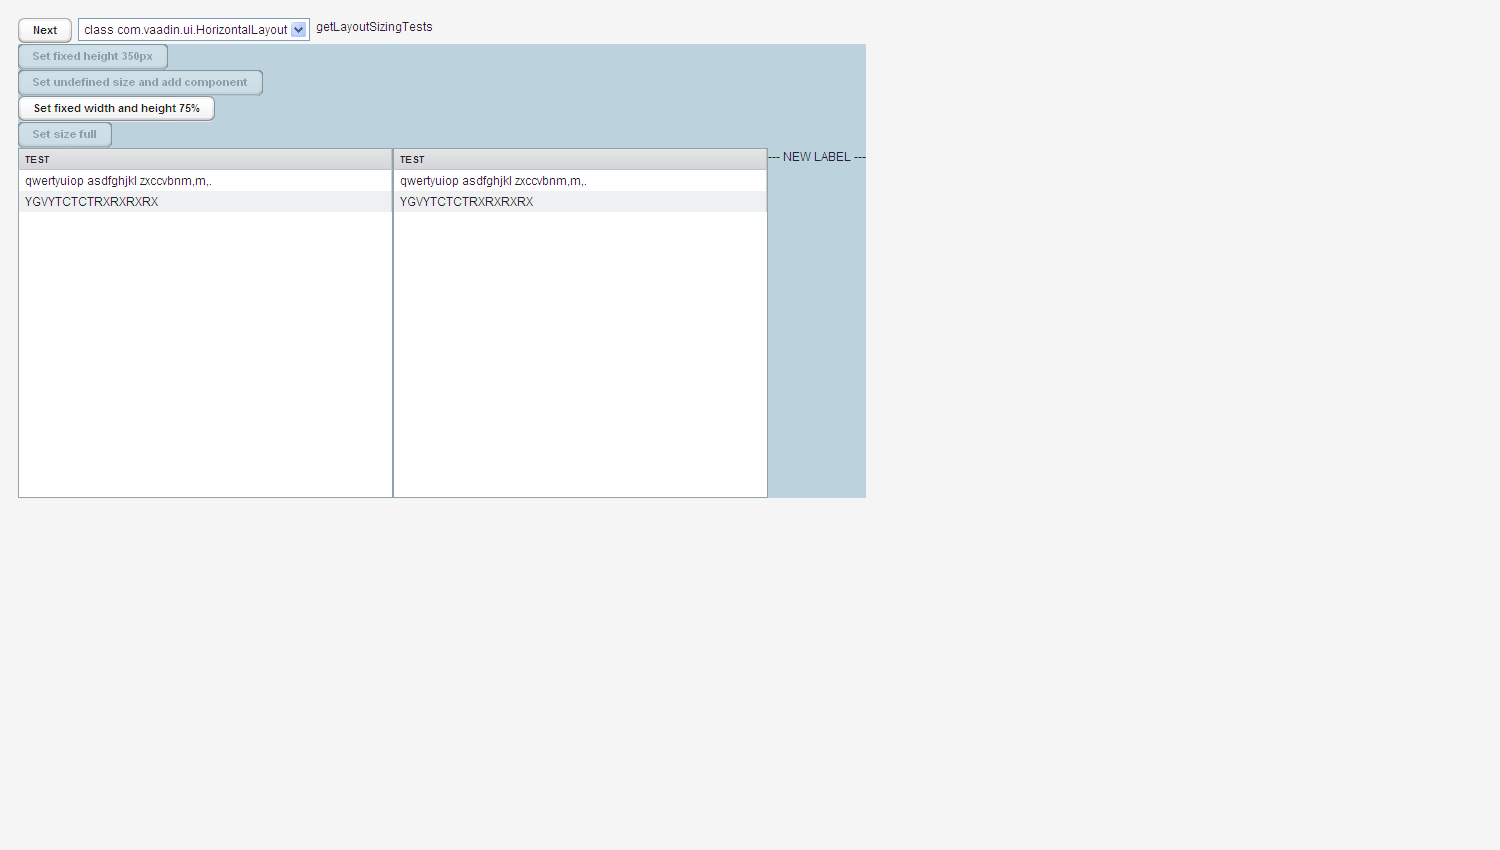 Next class com.vaadin.ui.HorizontalLayout getLayoutSizingTests
Set fixed height 350px
Set undefined size and add component
Set fixed width and height 75%
Set size full
TEST TEST --- NEW LABEL ---
qwertyuiop asdfghjkl zxccvbnm,m,. qwertyuiop asdfghjkl zxccvbnm,m,.
YGVYTCTCTRXRXRXRX YGVYTCTCTRXRXRXRX